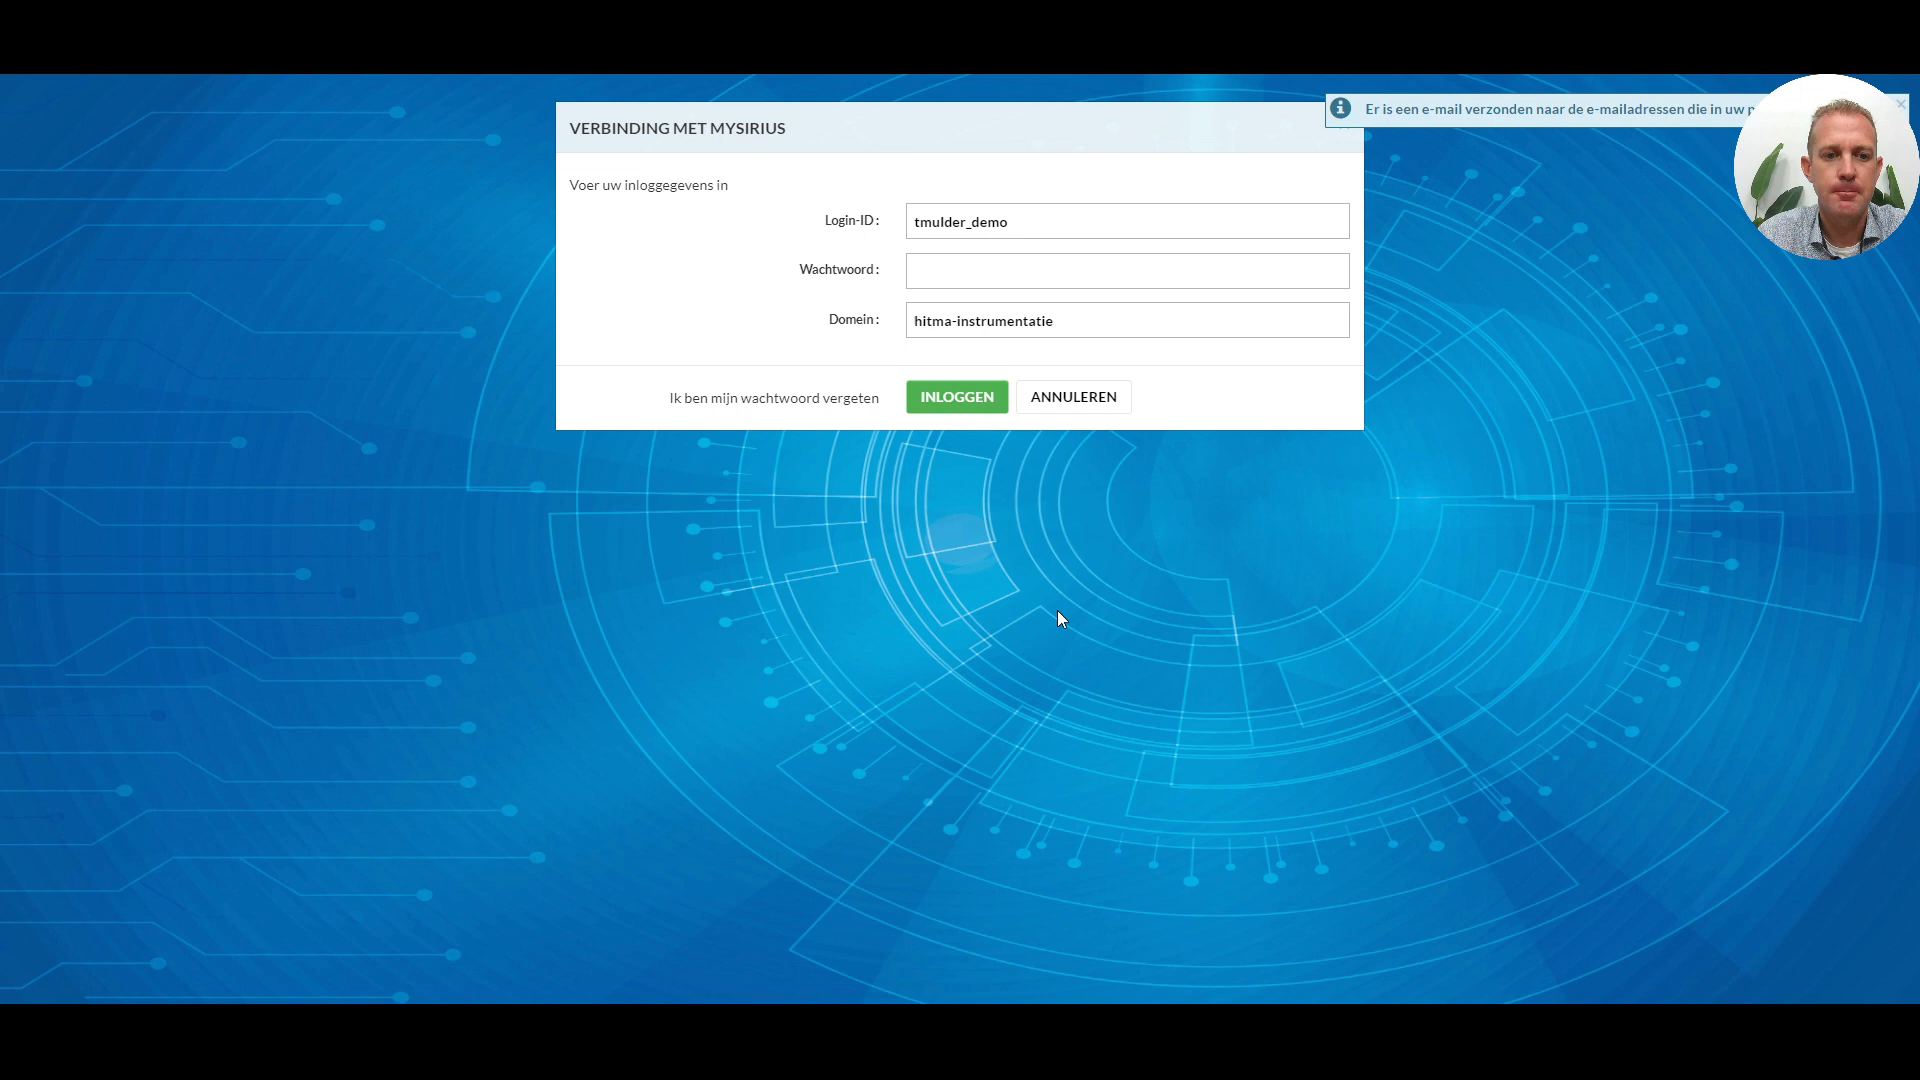 VERBINDING MET MYSIRIUS
Er is een e-mail verzonden naar de e-mailadressen die in uw
Voer uw inloggegevens in
Login-ID :
tmulder_demo
Wachtwoord :
Domein :
hitma-instrumentatie
Ik ben mijn wachtwoord vergeten
INLOGGEN
ANNULEREN